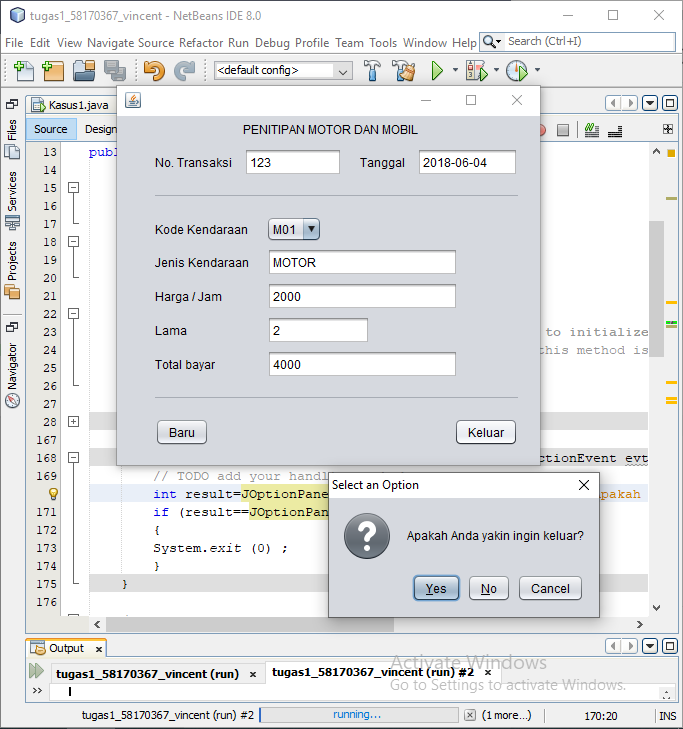 tugas1_58170367_vincent - NetBeans IDE 8.0
File Edit View Navigate Source Refactor Run Debug Profile Team Tools Window Help Search (Ctrl+I)
<default config>
Kasus1.java
Source Design
Files
Services
Projects
Navigator
PENITIPAN MOTOR DAN MOBIL
No. Transaksi 123 Tanggal 2018-06-04
Kode Kendaraan M01
Jenis Kendaraan MOTOR
Harga / Jam 2000
Lama 2
Total bayar 4000
Baru Keluar
13 pub
14
15
16
17
18
19
20
21
22
23 to initialize
24 this method is
25
26
27
28
167
168 ctionEvent evt
169 // TODO add your handl
int result=JOptionPane Apakah
171 if (result==JOptionPan
172 {
173 System.exit (0) ;
174 }
175 }
176
Select an Option
Apakah Anda yakin ingin keluar?
Yes No Cancel
Output
tugas1_58170367_vincent (run) tugas1_58170367_vincent (run) #2
Activate Windows
Go to Settings to activate Windows.
tugas1_58170367_vincent (run) #2 running... (1 more...) 170:20 INS